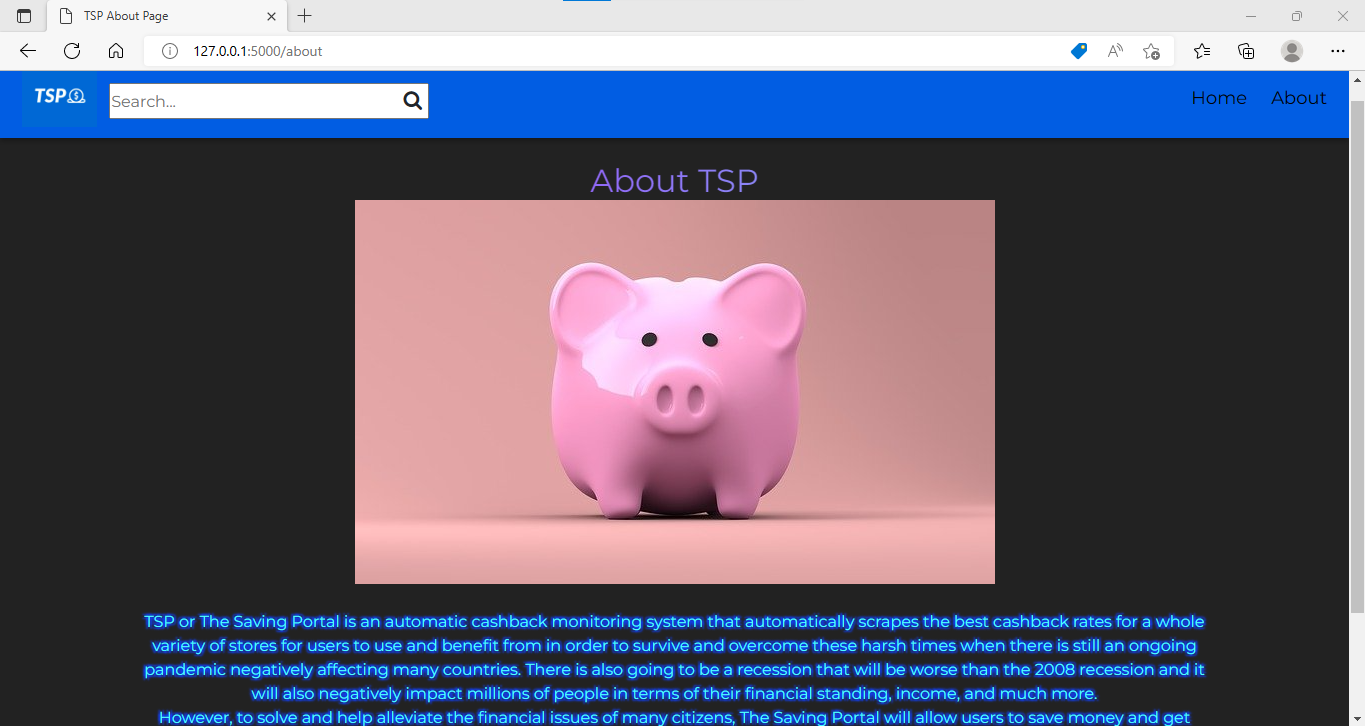 TSP About Page
127.0.0.1:5000/about
TSP
Search...
Home
About
About TSP
TSP or The Saving Portal is an automatic cashback monitoring system that automatically scrapes the best cashback rates for a whole
variety of stores for users to use and benefit from in order to survive and overcome these harsh times when there is still an ongoing
pandemic negatively affecting many countries. There is also going to be a recession that will be worse than the 2008 recession and it
will also negatively impact millions of people in terms of their financial standing, income, and much more.
However, to solve and help alleviate the financial issues of many citizens, The Saving Portal will allow users to save money and get